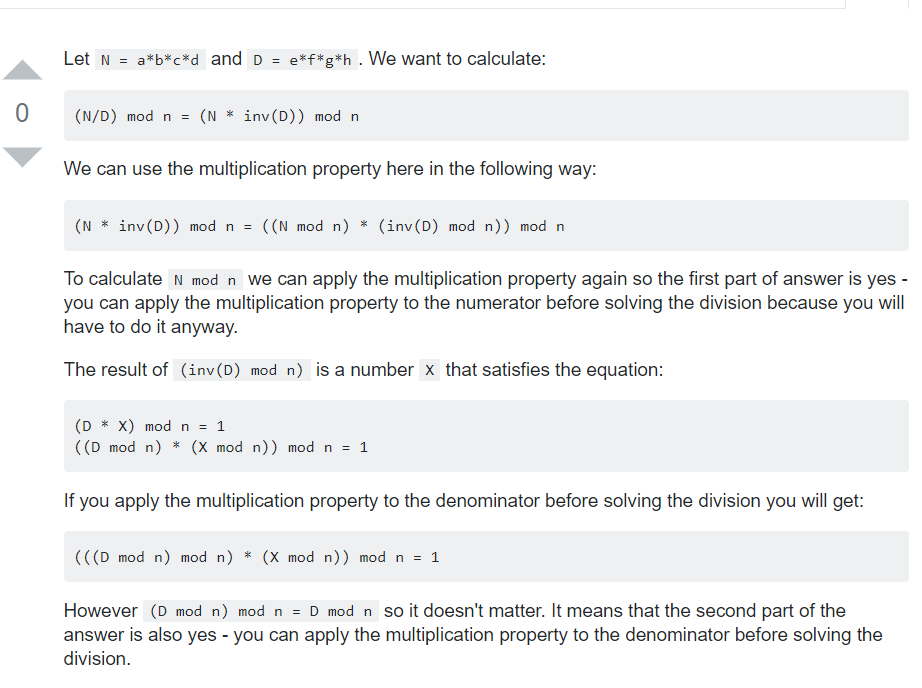 Let N = a*b*c*d and D = e*f*g*h . We want to calculate:
0
(N/D) mod n = (N * inv(D)) mod n
We can use the multiplication property here in the following way:
(N * inv(D)) mod n = ((N mod n) * (inv(D) mod n)) mod n
To calculate N mod n we can apply the multiplication property again so the first part of answer is yes -
you can apply the multiplication property to the numerator before solving the division because you will
have to do it anyway.
The result of (inv(D) mod n) is a number X that satisfies the equation:
(D * X) mod n = 1
((D mod n) * (X mod n)) mod n = 1
If you apply the multiplication property to the denominator before solving the division you will get:
(((D mod n) mod n) * (X mod n)) mod n = 1
However (D mod n) mod n = D mod n so it doesn't matter. It means that the second part of the
answer is also yes - you can apply the multiplication property to the denominator before solving the
division.